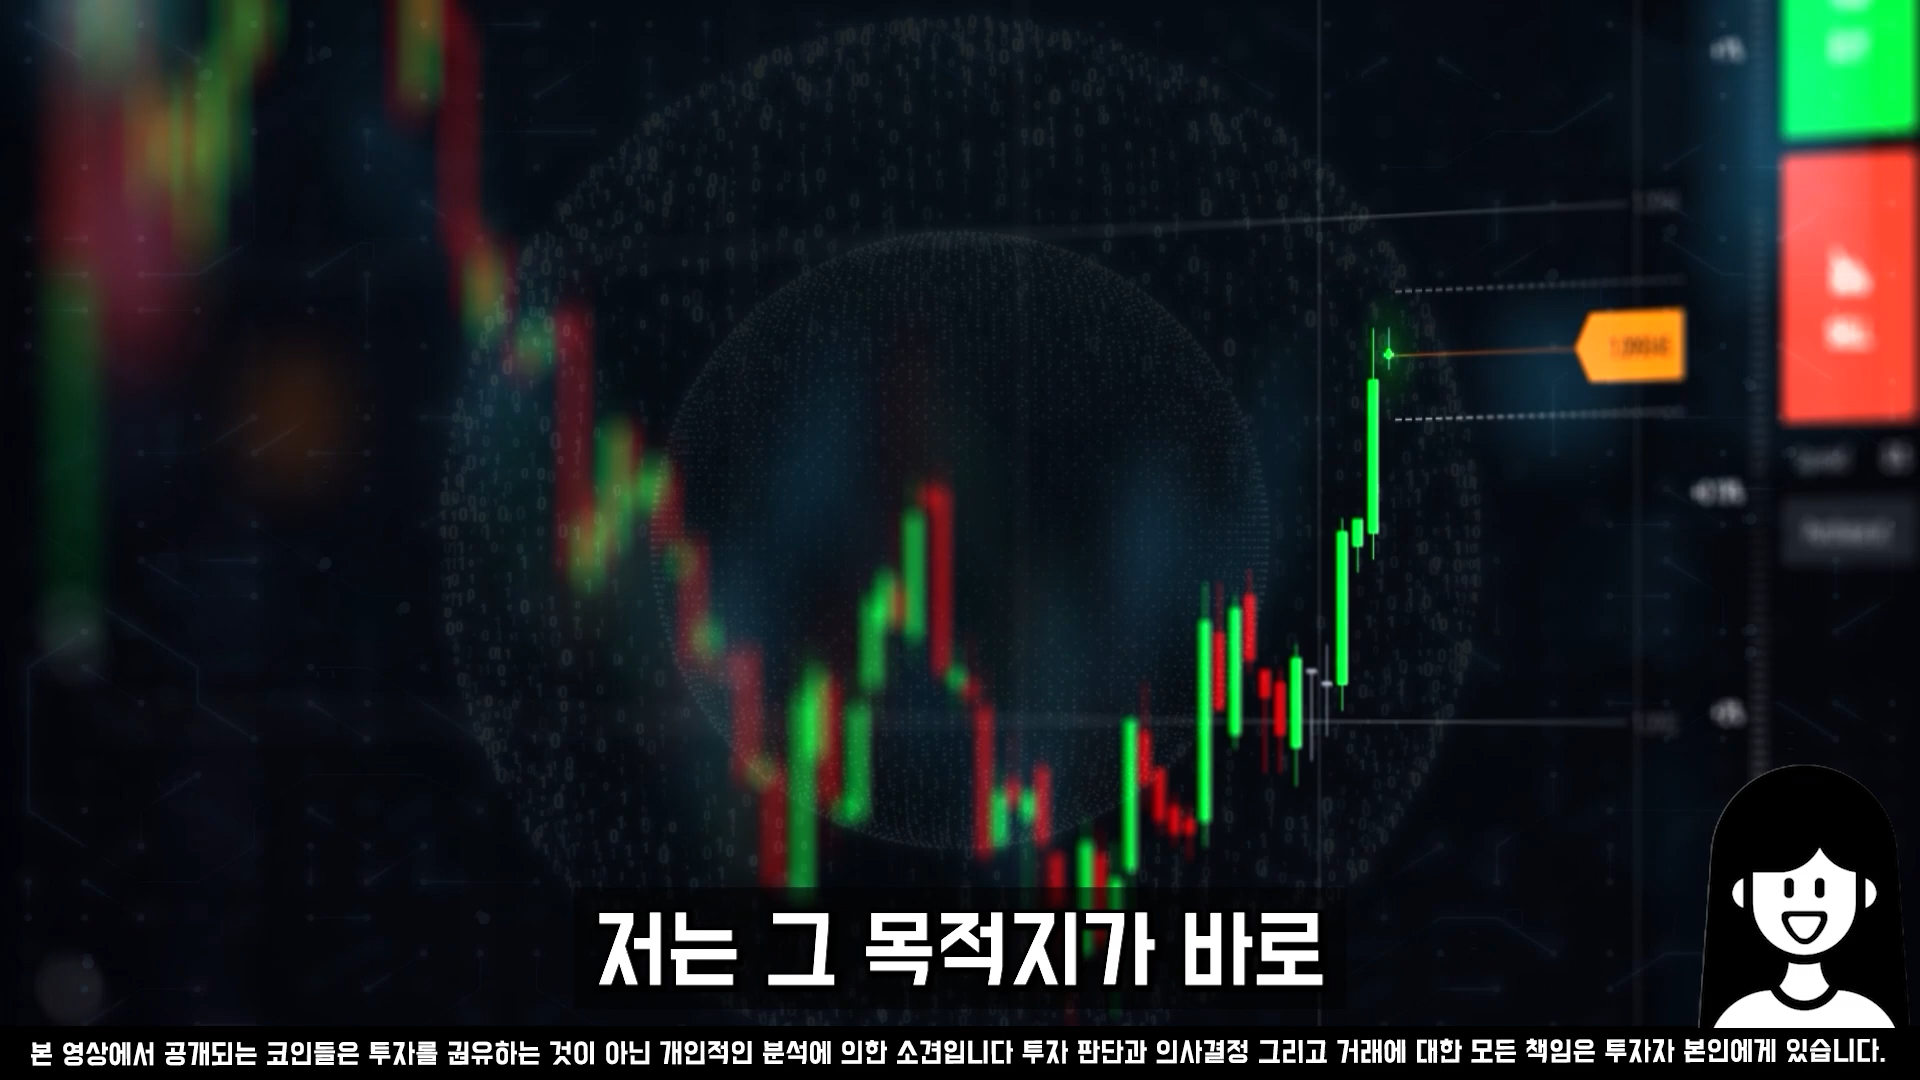 저는 그 목적지가 바로
본 영상에서 공개되는 코인들은 투자를 권유하는 것이 아닌 개인적인 분석에 의한 소견입니다 투자 판단과 의사결정 그리고 거래에 대한 모든 책임은 투자자 본인에게 있습니다.